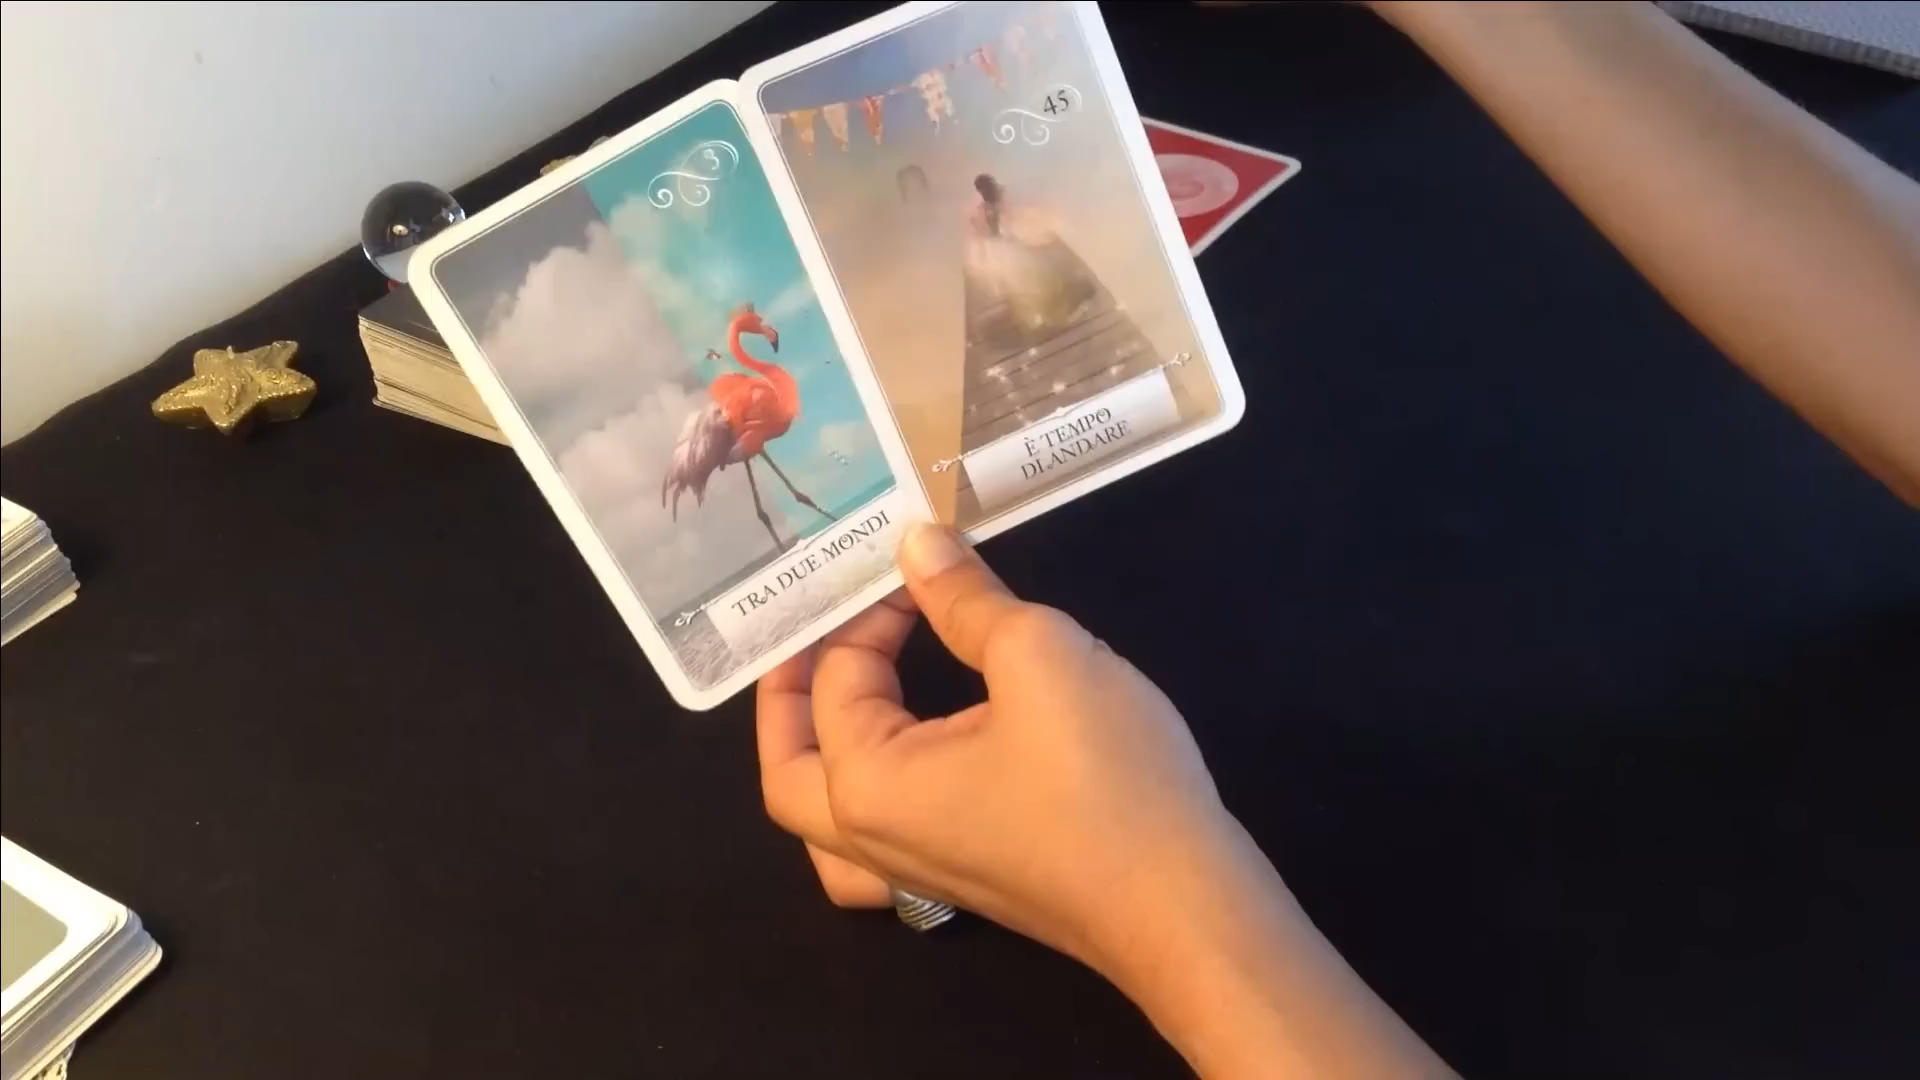 3
TRA DUE MONDI
45
È TEMPO
DI ANDARE